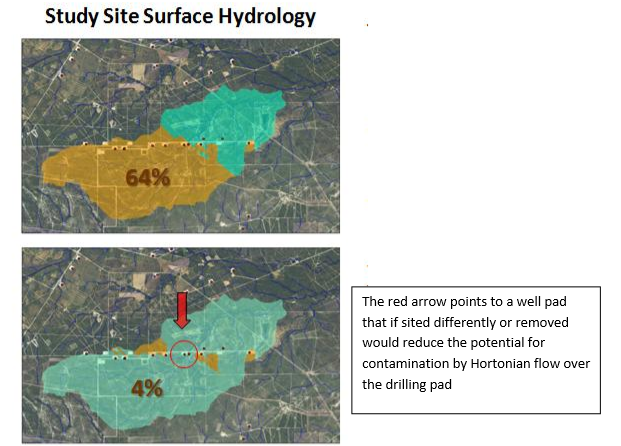 Study Site Surface Hydrology
64%
4%
The red arrow points to a well pad
that if sited differently or removed
would reduce the potential for
contamination by Hortonian flow over
the drilling pad